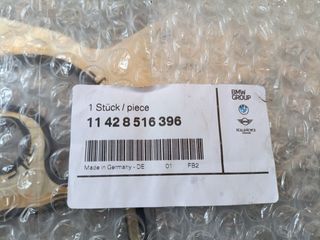 1 Stück / piece
BMW
GROUP
11 42 8 516 396
Made in Germany - DE 01 FB2